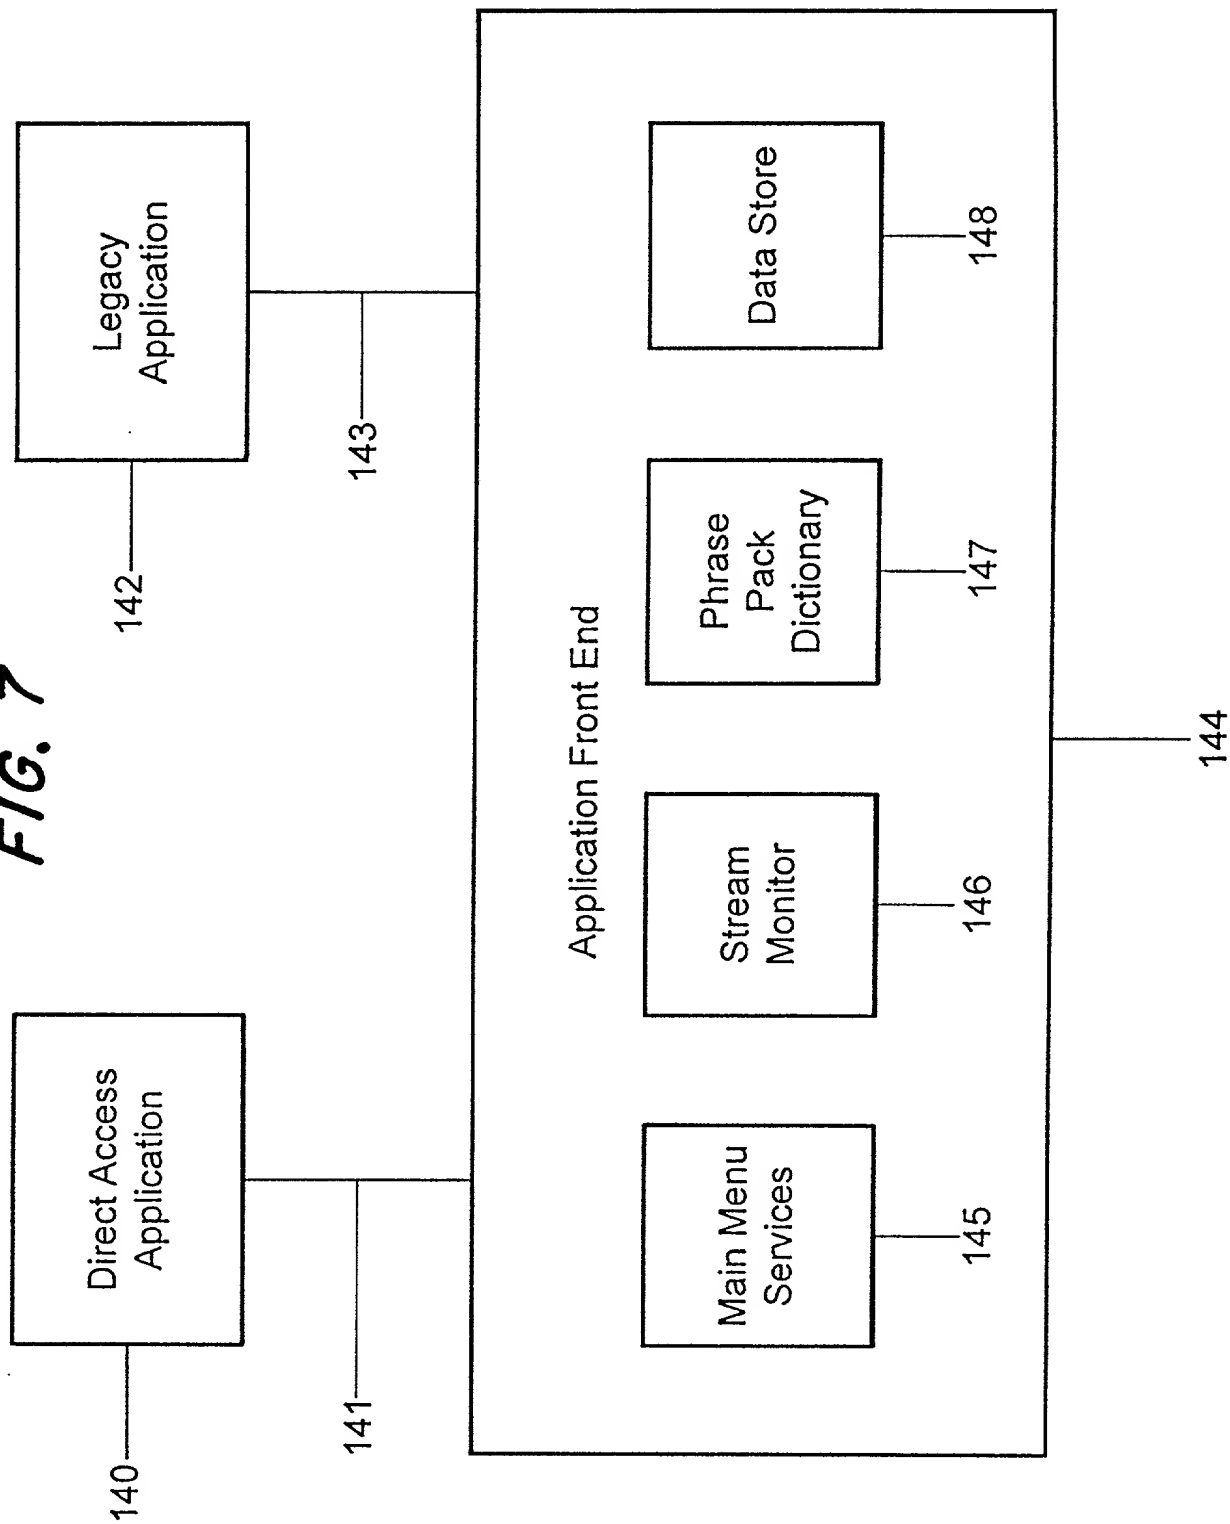 FIG. 7
Direct Access
Application
Legacy
Application
140
142
141
143
Application Front End
Main Menu
Services
Stream
Monitor
Phrase
Pack
Dictionary
Data Store
145
146
147
148
144